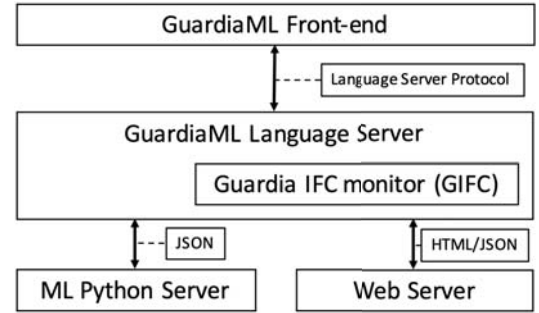 GuardiaML Front-end
Language Server Protocol
GuardiaML Language Server
Guardia IFC monitor (GIFC)
JSON
HTML/JSON
ML Python Server
Web Server